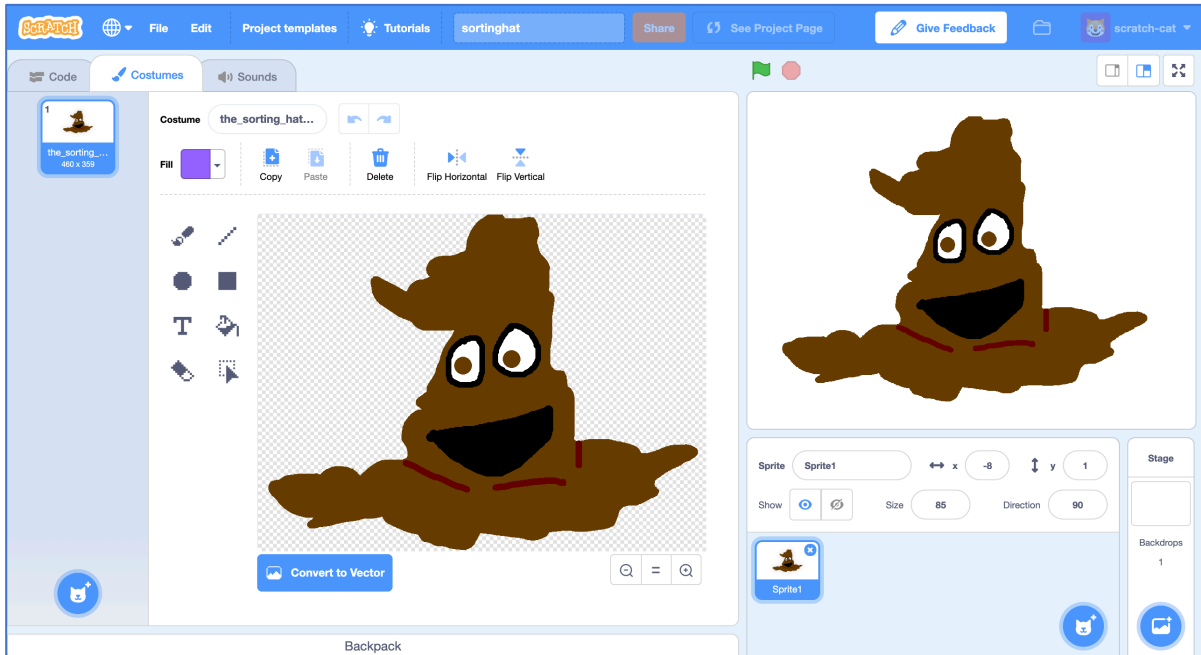 SCRATCH File Edit Project templates Tutorials sortinghat Share See Project Page Give Feedback scratch-cat
Code Costumes Sounds
1
the_sorting_...
460 x 359
Costume the_sorting_hat...
Fill Copy Paste Delete Flip Horizontal Flip Vertical
T
Convert to Vector
=
Backpack
Sprite Sprite1 x -8 y 1
Show Size 85 Direction 90
Sprite1
Stage
Backdrops
1